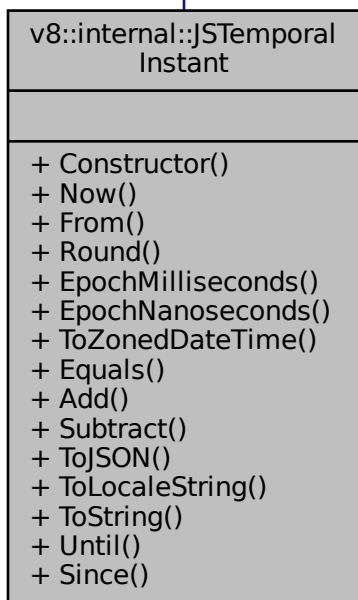 v8::internal::JSTemporal
Instant
+ Constructor()
+ Now()
+ From()
+ Round()
+ EpochMilliseconds()
+ EpochNanoseconds()
+ ToZonedDateTime()
+ Equals()
+ Add()
+ Subtract()
+ ToJSON()
+ ToLocaleString()
+ ToString()
+ Until()
+ Since()